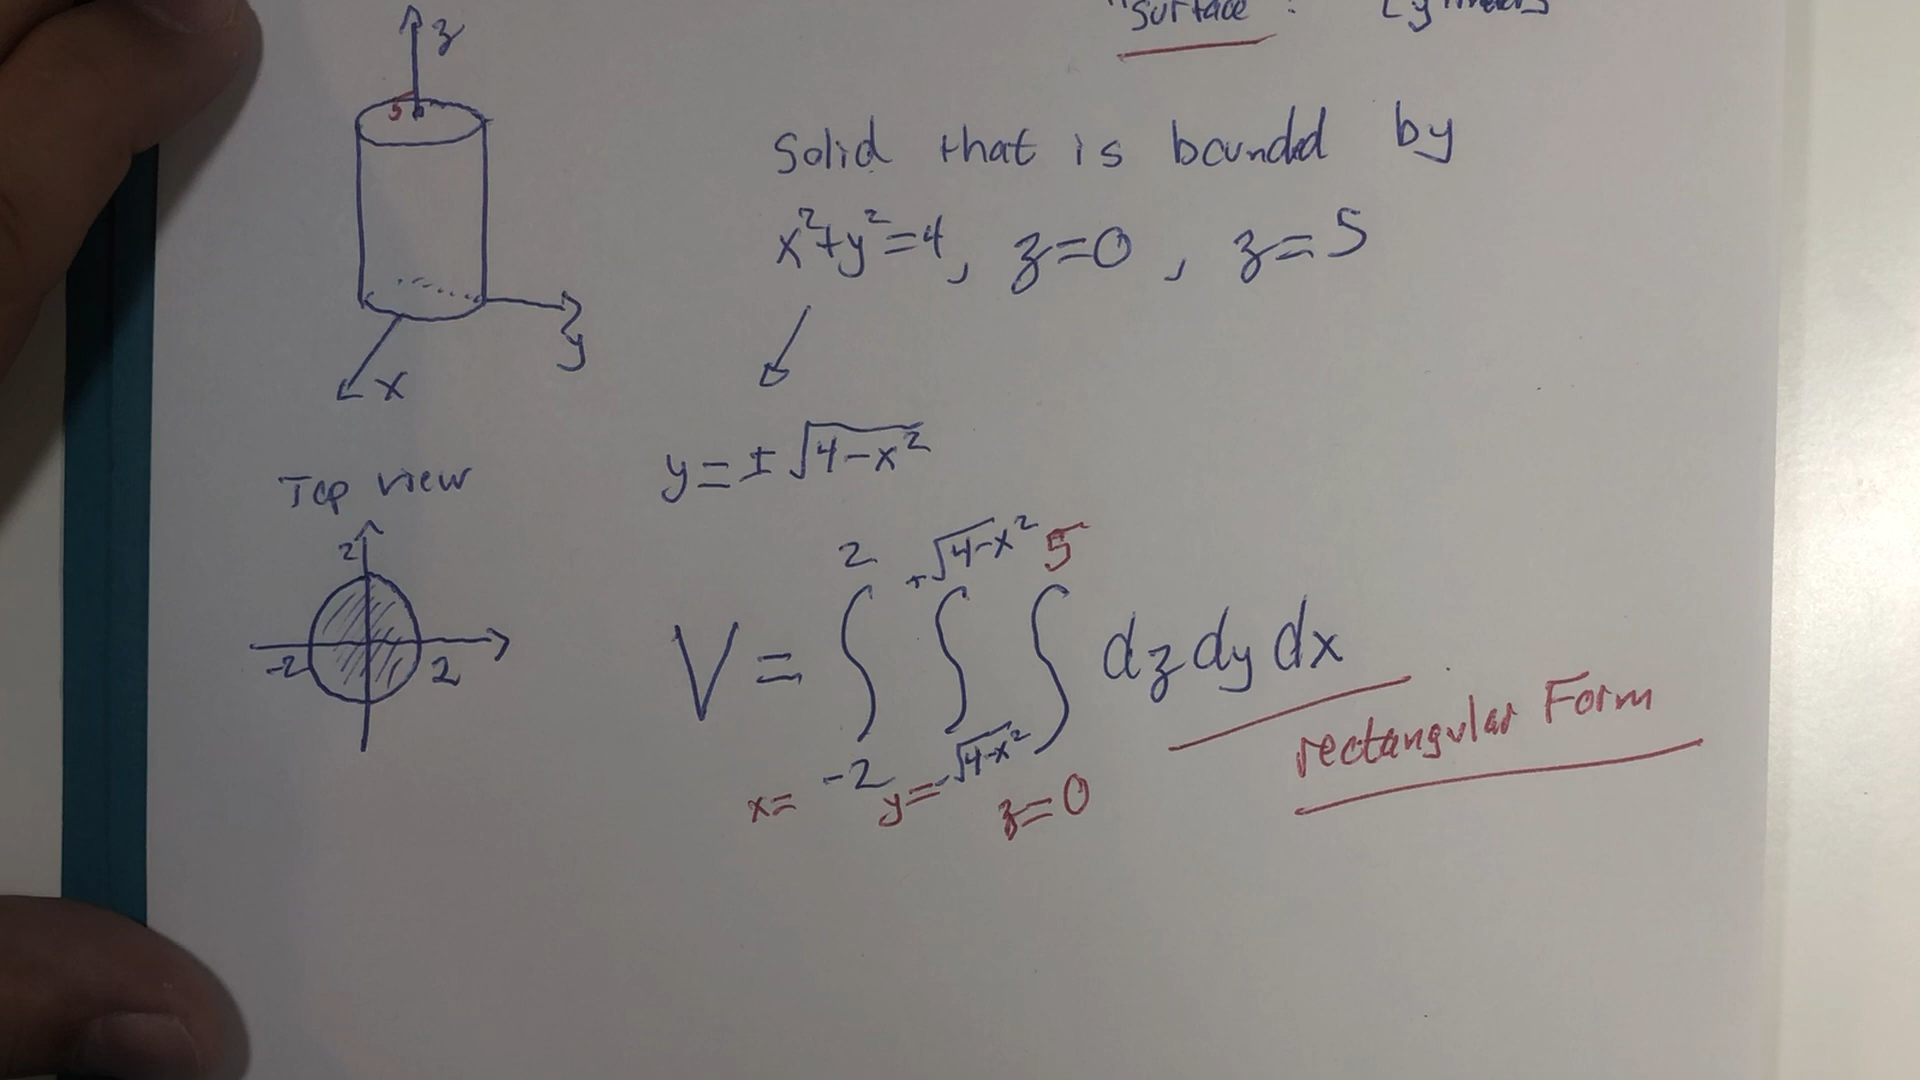 "surface :
z
5
Solid that is bounded by
x²+y²=4, z=0, z=5
y
x
y=±√4-x²
Top view
2
-2 2
2 +√4-x² 5
V = ∫ ∫ ∫ dz dy dx
x= -2 y=-√4-x² z=0
rectangular Form